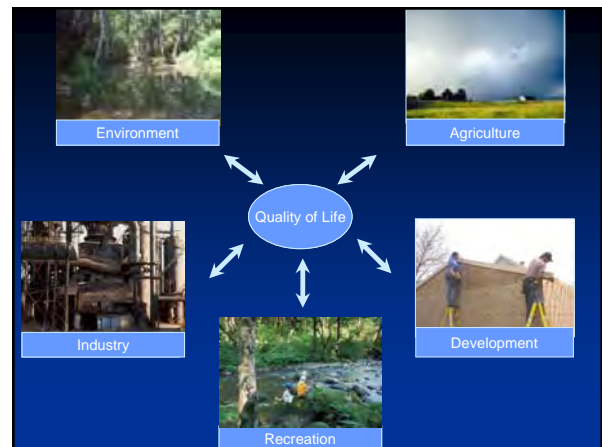 Environment
Agriculture
Quality of Life
Industry
Development
Recreation